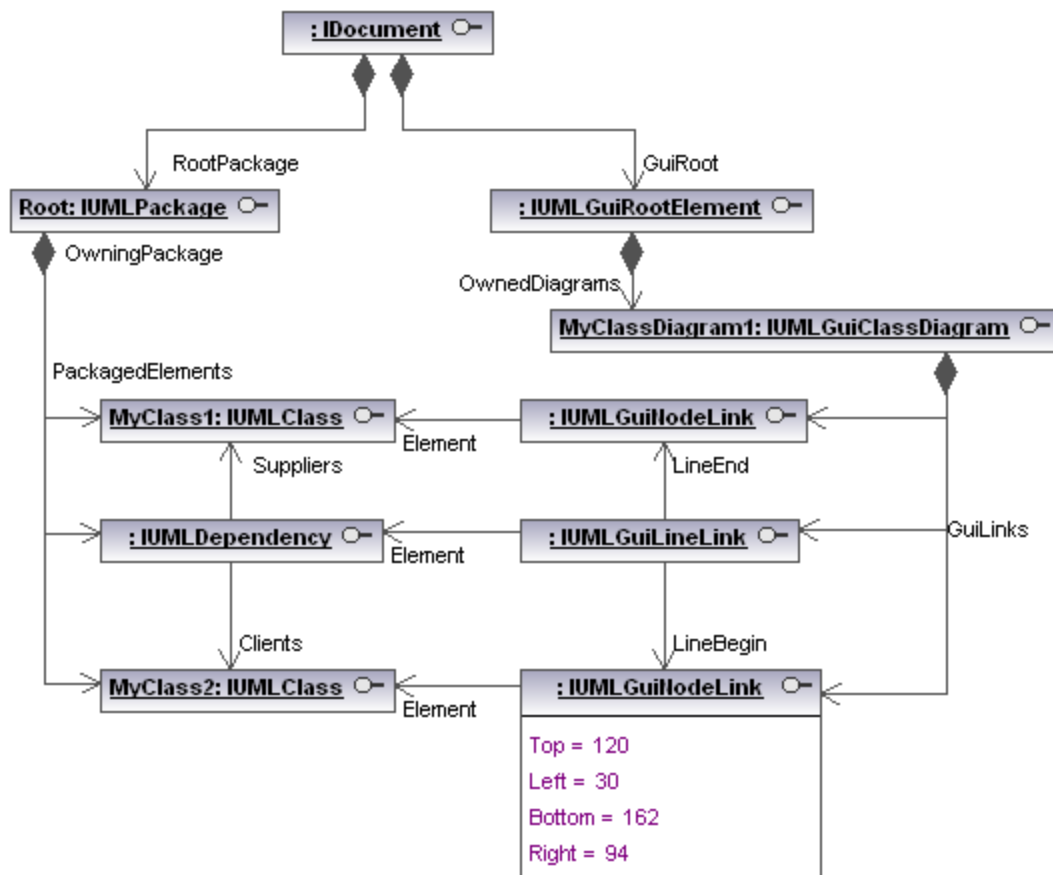 : IDocument
RootPackage
GuiRoot
Root: IUMLPackage
: IUMLGuiRootElement
OwningPackage
OwnedDiagrams
MyClassDiagram1: IUMLGuiClassDiagram
PackagedElements
MyClass1: IUMLClass
: IUMLGuiNodeLink
Element
Suppliers
LineEnd
: IUMLDependency
: IUMLGuiLineLink
GuiLinks
Element
Clients
LineBegin
MyClass2: IUMLClass
: IUMLGuiNodeLink
Element
Top = 120
Left = 30
Bottom = 162
Right = 94